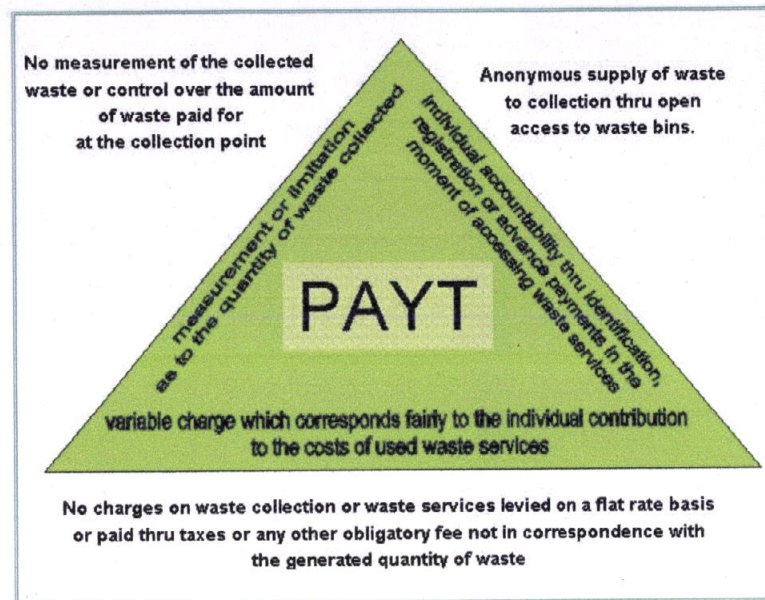 No measurement of the collected
waste or control over the amount
of waste paid for
at the collection point
Anonymous supply of waste
to collection thru open
access to waste bins.
measurement or limitation
as to the quantity of waste collected
individual accountability thru identification,
registration or advance payments in the
moment of accessing waste services
PAYT
variable charge which corresponds fairly to the individual contribution
to the costs of used waste services
No charges on waste collection or waste services levied on a flat rate basis
or paid thru taxes or any other obligatory fee not in correspondence with
the generated quantity of waste